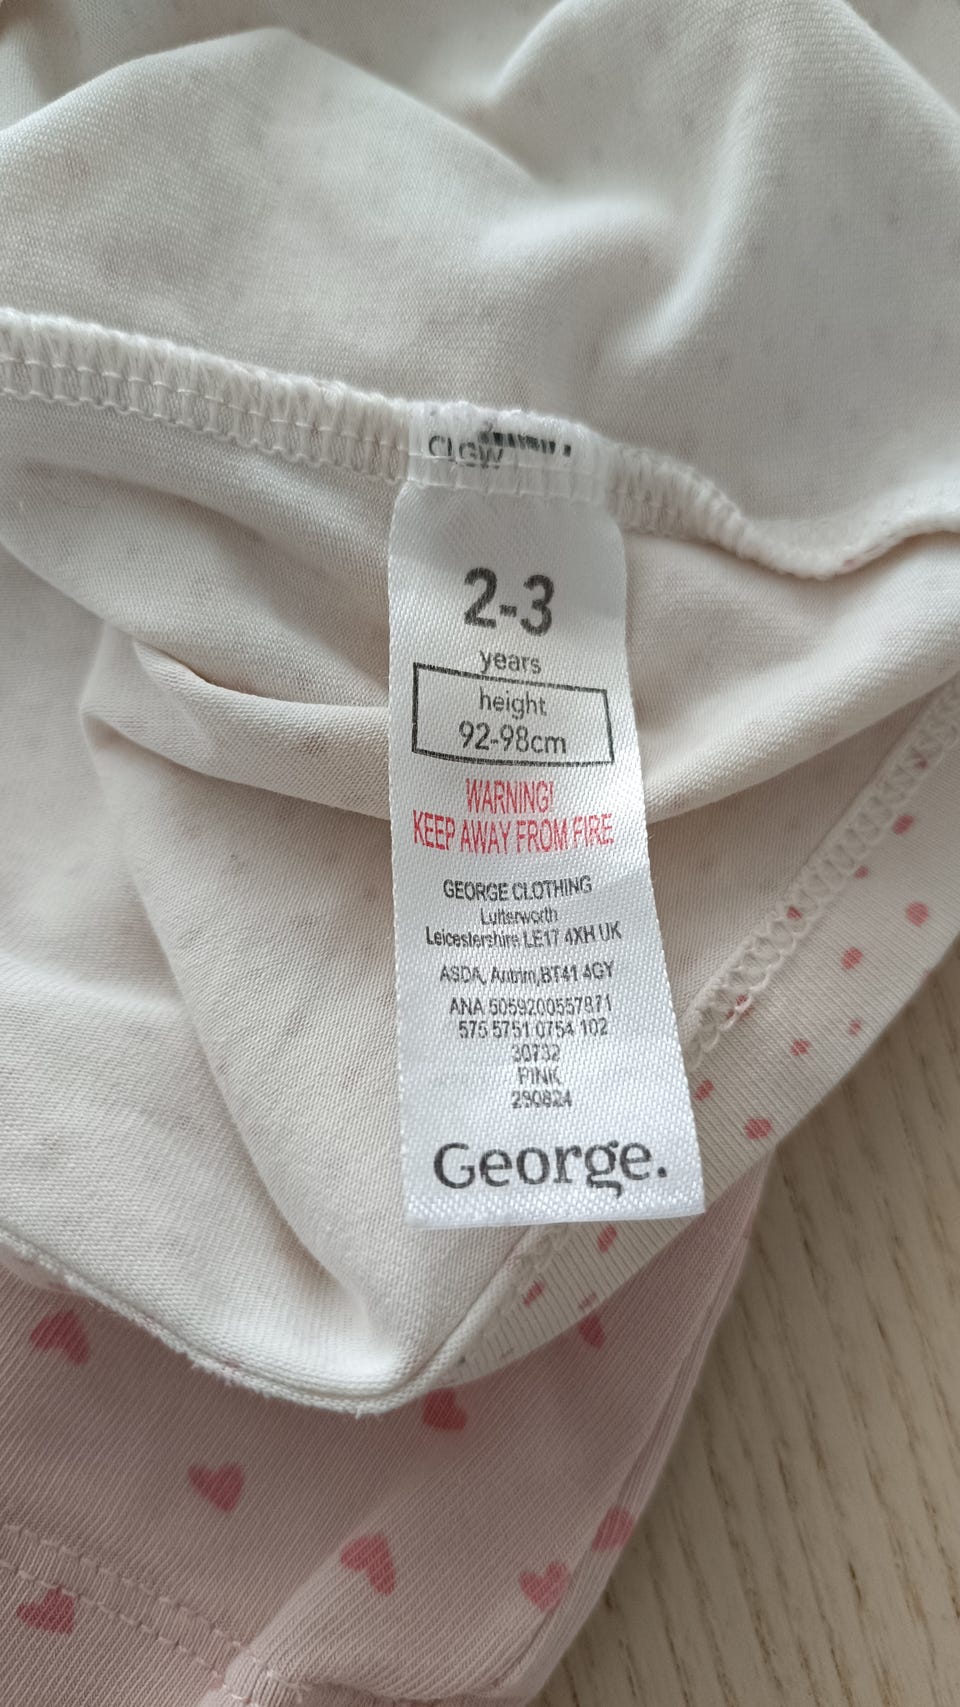 CLGW
2-3
years
height
92-98cm
WARNING!
KEEP AWAY FROM FIRE
GEORGE CLOTHING
Lutterworth
Leicestershire LE17 4XH UK
ASDA, Antrim,BT41 4GY
ANA 5059200557871
575 5751 0754 102
30732
PINK
290824
George.